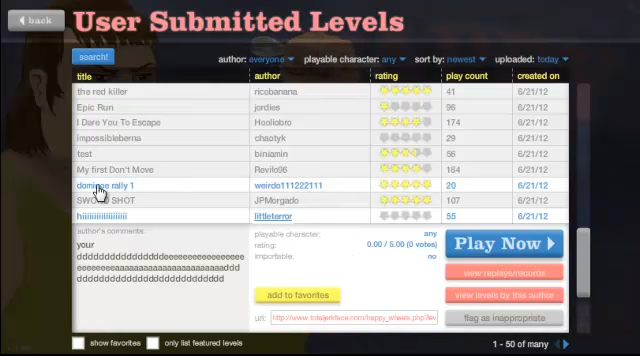 back
User Submitted Levels
search!
author: everyone playable character: any sort by: newest uploaded: today
title author rating play count created on
the red killer ricobanana 41 6/21/12
Epic Run jordies 96 6/21/12
I Dare You To Escape Hooliobro 174 6/21/12
impossibleberna chaotyk 29 6/21/12
test biniamin 56 6/21/12
My first Don't Move Revilo96 164 6/21/12
dominoe rally 1 weirdo111222111 20 6/21/12
SWORD SHOT JPMorgado 107 6/21/12
littleterror 55 6/21/12
author's comments:
your
playable character: any
rating: 0.00 / 5.00 (0 votes)
importable: no
add to favorites
url: http://www.totaljerkface.com/happy_wheels.php?lev
Play Now
view replays/records
view levels by this author
flag as inappropriate
show favorites only list featured levels
1 - 50 of many